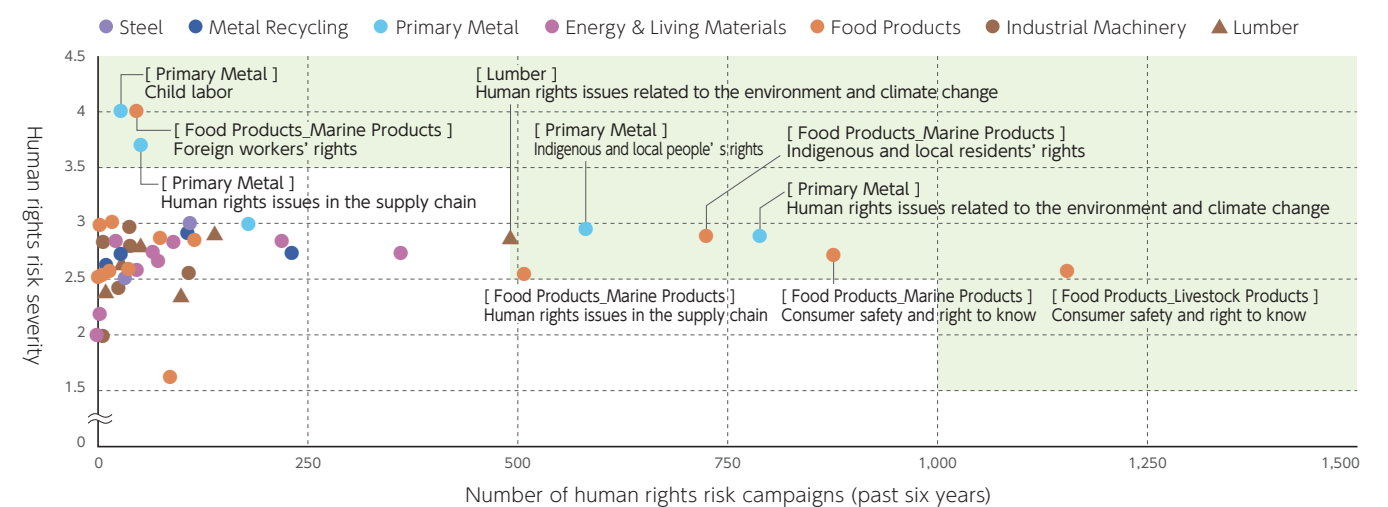 Steel Metal Recycling Primary Metal Energy & Living Materials Food Products Industrial Machinery Lumber
Human rights risk severity
4.5
4
3.5
3
2.5
2
1.5
0
[ Primary Metal ]
Child labor
[ Food Products_Marine Products ]
Foreign workers' rights
[ Primary Metal ]
Human rights issues in the supply chain
[ Lumber ]
Human rights issues related to the environment and climate change
[ Primary Metal ]
Indigenous and local people' s rights
[ Food Products_Marine Products ]
Indigenous and local residents' rights
[ Primary Metal ]
Human rights issues related to the environment and climate change
[ Food Products_Marine Products ]
Human rights issues in the supply chain
[ Food Products_Marine Products ]
Consumer safety and right to know
[ Food Products_Livestock Products ]
Consumer safety and right to know
0 250 500 750 1,000 1,250 1,500
Number of human rights risk campaigns (past six years)